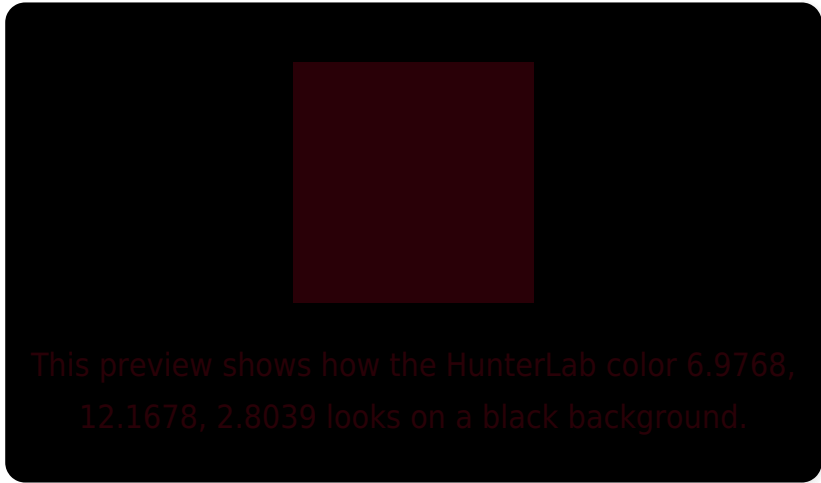 This preview shows how the HunterLab color 6.9768,
12.1678, 2.8039 looks on a black background.